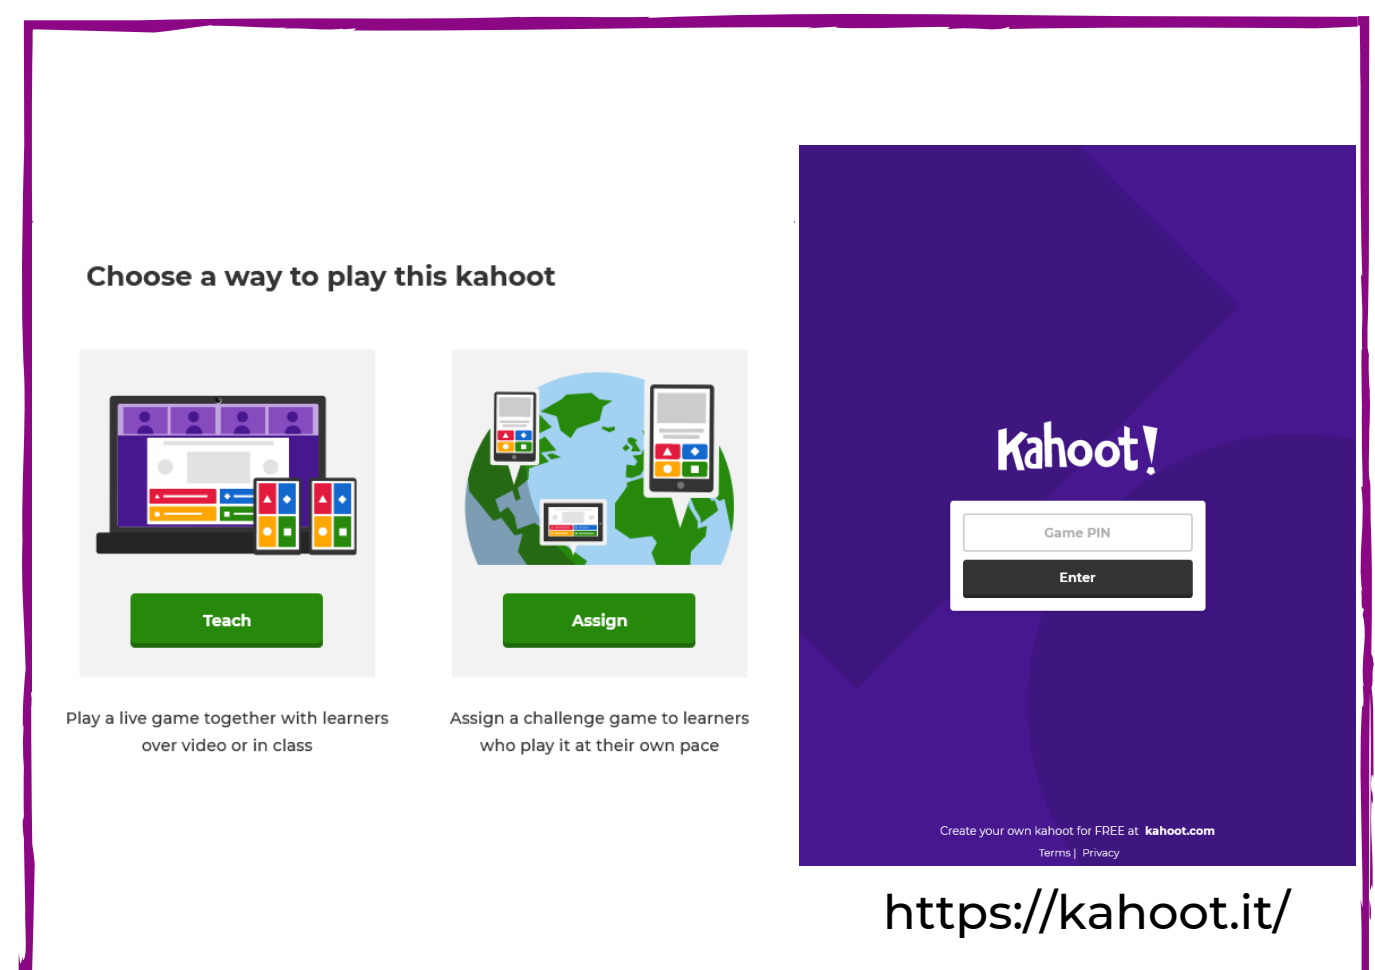 Choose a way to play this kahoot
Teach
Play a live game together with learners
over video or in class
Assign
Assign a challenge game to learners
who play it at their own pace
Kahoot!
Game PIN
Enter
Create your own kahoot for FREE at kahoot.com
Terms | Privacy
https://kahoot.it/